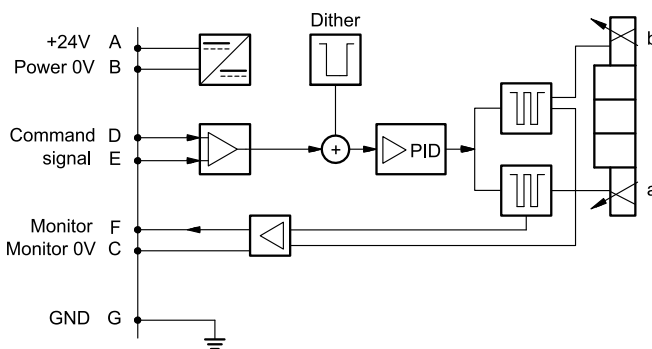 Dither
+24V A
Power 0V B
b
Command D
signal E
PID
a
Monitor F
Monitor 0V C
GND G